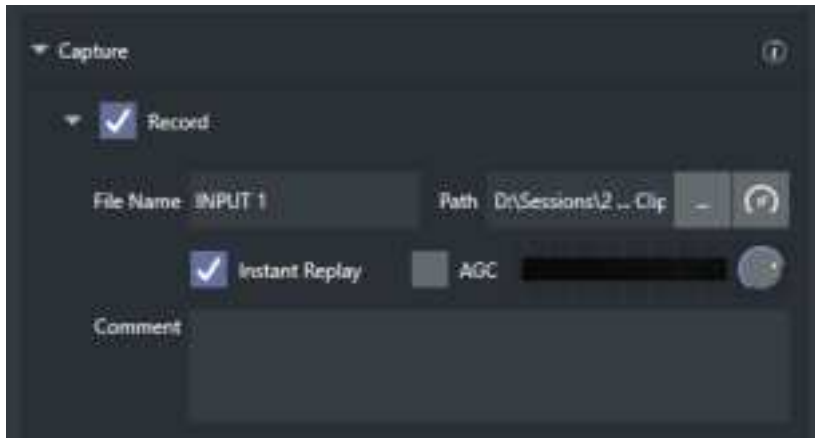 Capture
Record
File Name INPUT 1 Path D:\Sessions\2 ... Clip ...
Instant Replay AGC
Comment